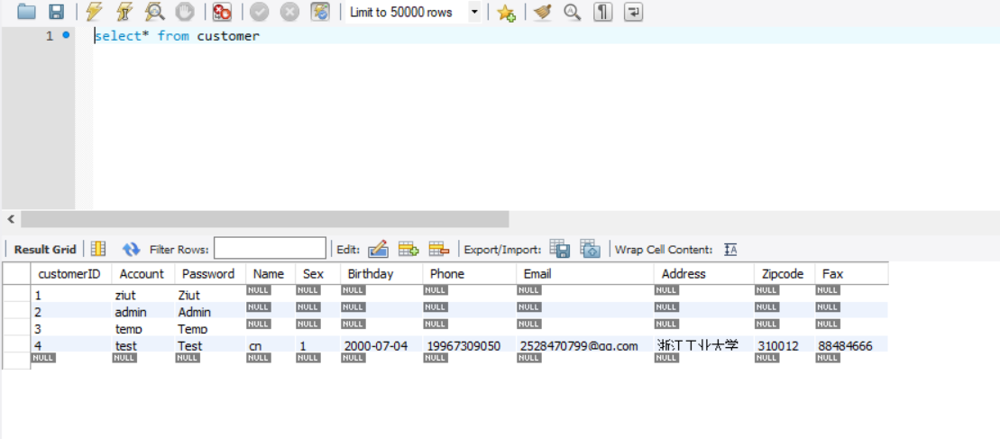 Limit to 50000 rows
1 select* from customer
Result Grid Filter Rows: Edit: Export/Import: Wrap Cell Content:
customerID Account Password Name Sex Birthday Phone Email Address Zipcode Fax
1 ziut Ziut NULL NULL NULL NULL NULL NULL NULL NULL
2 admin Admin NULL NULL NULL NULL NULL NULL NULL NULL
3 temp Temp NULL NULL NULL NULL NULL NULL NULL NULL
4 test Test cn 1 2000-07-04 19967309050 2528470799@qq.com 浙江工业大学 310012 88484666
NULL NULL NULL NULL NULL NULL NULL NULL NULL NULL NULL